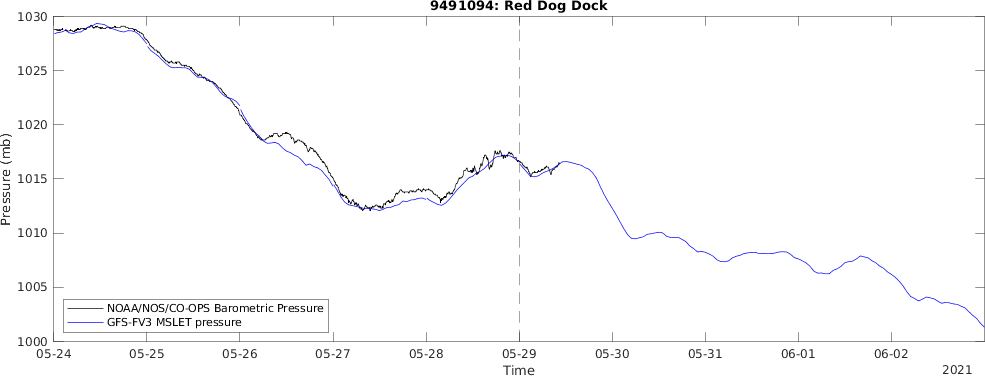 9491094: Red Dog Dock
1030
1025
1020
1015
1010
1005
1000
Pressure (mb)
NOAA/NOS/CO-OPS Barometric Pressure
GFS-FV3 MSLET pressure
05-24 05-25 05-26 05-27 05-28 05-29 05-30 05-31 06-01 06-02
Time
2021